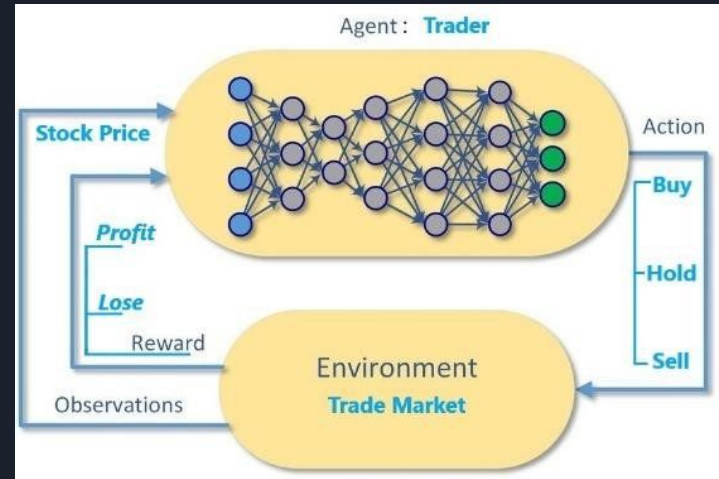 Agent: Trader
Stock Price
Action
Buy
Profit
Hold
Lose
Reward
Sell
Environment
Observations
Trade Market